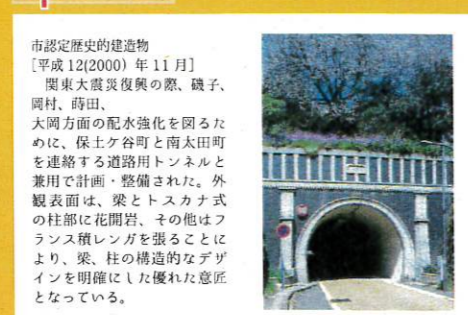 市認定歴史的建造物
[平成12(2000) 年 11 月]
　関東大震災復興の際、磯子、
岡村、蒔田、
大岡方面の配水強化を図るた
めに、保土ケ谷町と南太田町
を連絡する道路用トンネルと
兼用で計画・整備された。外
観表面は、梁とトスカナ式
の柱部に花開岩、その他はフ
ランス積レンガを張ることに
より、梁、柱の構造的なデザ
インを明確にした優れた意匠
となっている。